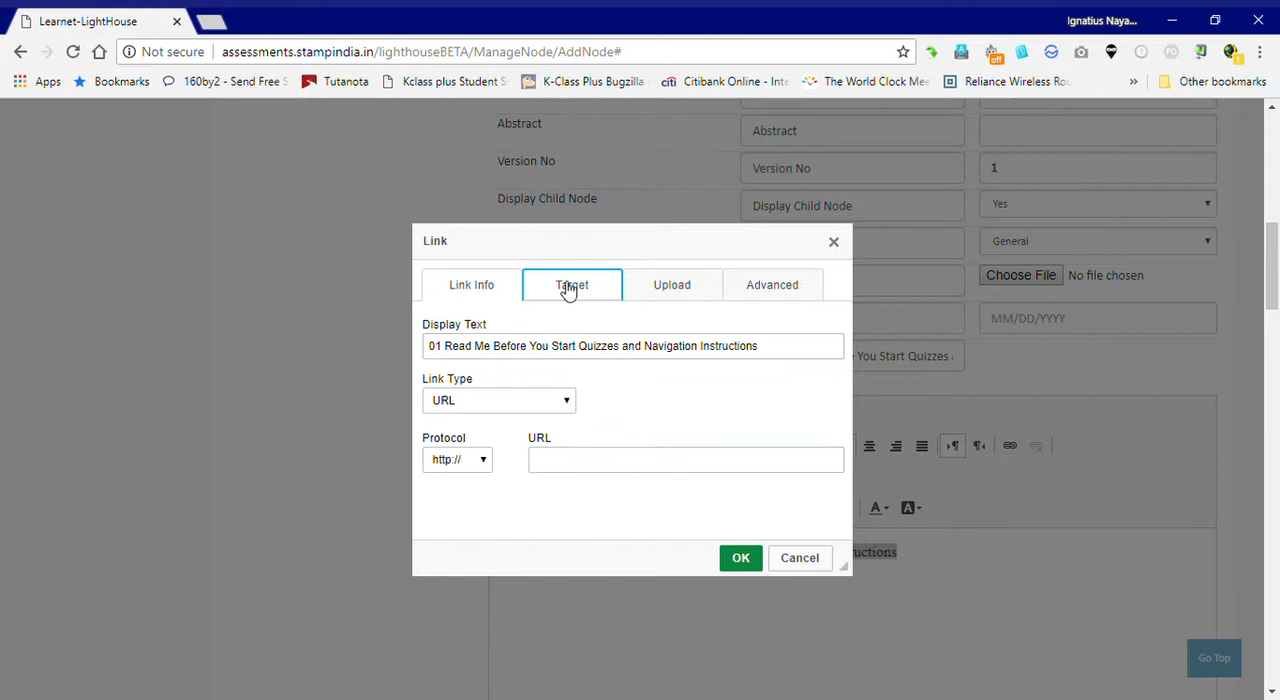 Learnet-LightHouse
Ignatius Naya...
Not secure
assessments.stampindia.in/lighthouseBETA/ManageNode/AddNode#
off
Apps
Bookmarks
160by2 - Send Free S
Tutanota
Kclass plus Student S
K-Class Plus Bugzilla
citi Citibank Online - Inte
The World Clock Mee
Reliance Wireless Rou
»
Other bookmarks
Abstract
Abstract
Version No
Version No
1
Display Child Node
Display Child Node
Yes
General
Choose File No file chosen
MM/DD/YYYY
e You Start Quizzes a
Link
Link Info
Target
Upload
Advanced
Display Text
01 Read Me Before You Start Quizzes and Navigation Instructions
Link Type
URL
Protocol
URL
http://
OK
Cancel
uctions
Go Top